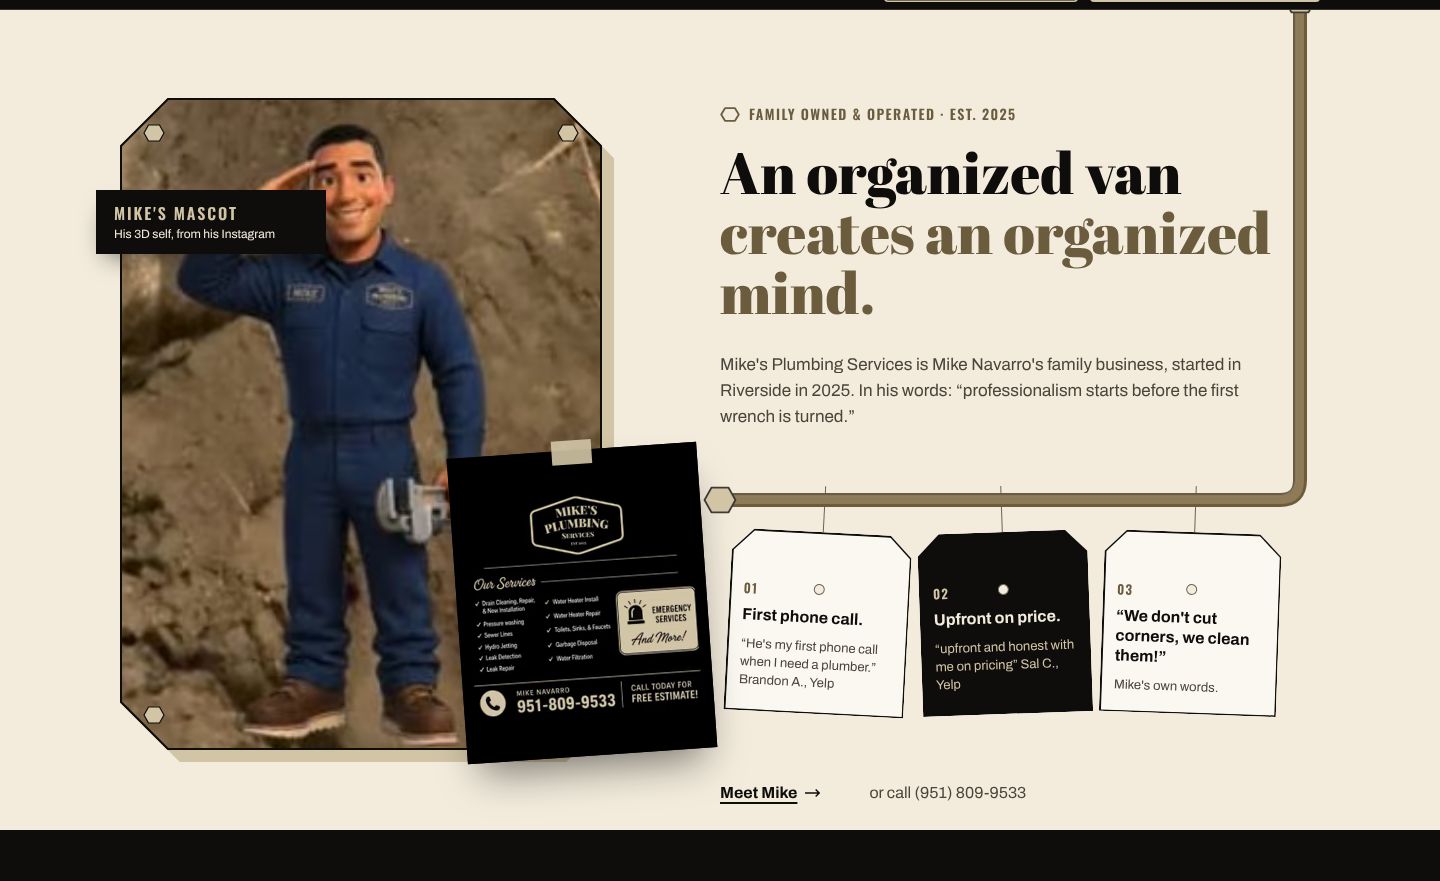 FAMILY OWNED & OPERATED · EST. 2025
An organized van
creates an organized
mind.
MIKE'S MASCOT
His 3D self, from his Instagram
Mike's Plumbing Services is Mike Navarro's family business, started in
Riverside in 2025. In his words: “professionalism starts before the first
wrench is turned.”
MIKE'S
PLUMBING
SERVICES
Our Services
✓ Drain Cleaning, Repair,
& New Installation
✓ Pressure washing
✓ Sewer Lines
✓ Hydro Jetting
✓ Leak Detection
✓ Leak Repair
✓ Water Heater Install
✓ Water Heater Repair
✓ Toilets, Sinks, & Faucets
✓ Garbage Disposal
✓ Water Filtration
EMERGENCY
SERVICES
And More!
MIKE NAVARRO
951-809-9533
CALL TODAY FOR
FREE ESTIMATE!
01
First phone call.
“He's my first phone call
when I need a plumber.”
Brandon A., Yelp
02
Upfront on price.
“upfront and honest with
me on pricing” Sal C.,
Yelp
03
“We don't cut
corners, we clean
them!”
Mike's own words.
Meet Mike →
or call (951) 809-9533